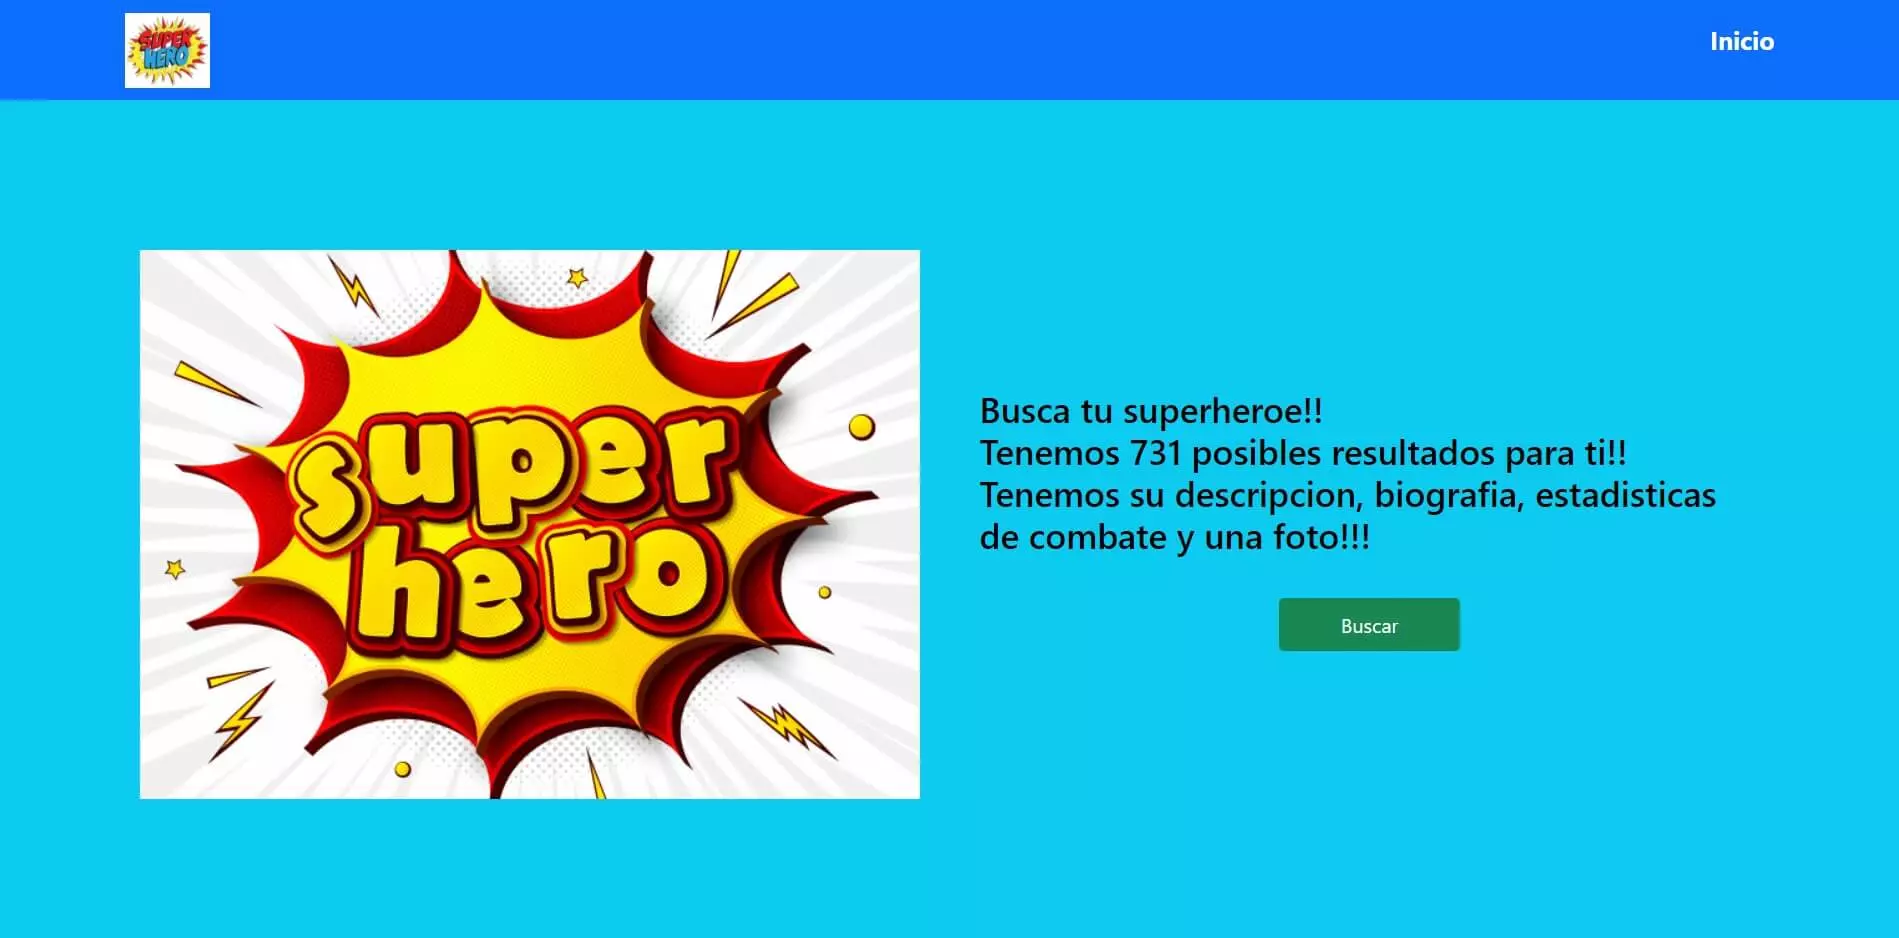 SUPER
HERO
Inicio
super
hero
Busca tu superheroe!!
Tenemos 731 posibles resultados para ti!!
Tenemos su descripcion, biografia, estadisticas
de combate y una foto!!!
Buscar